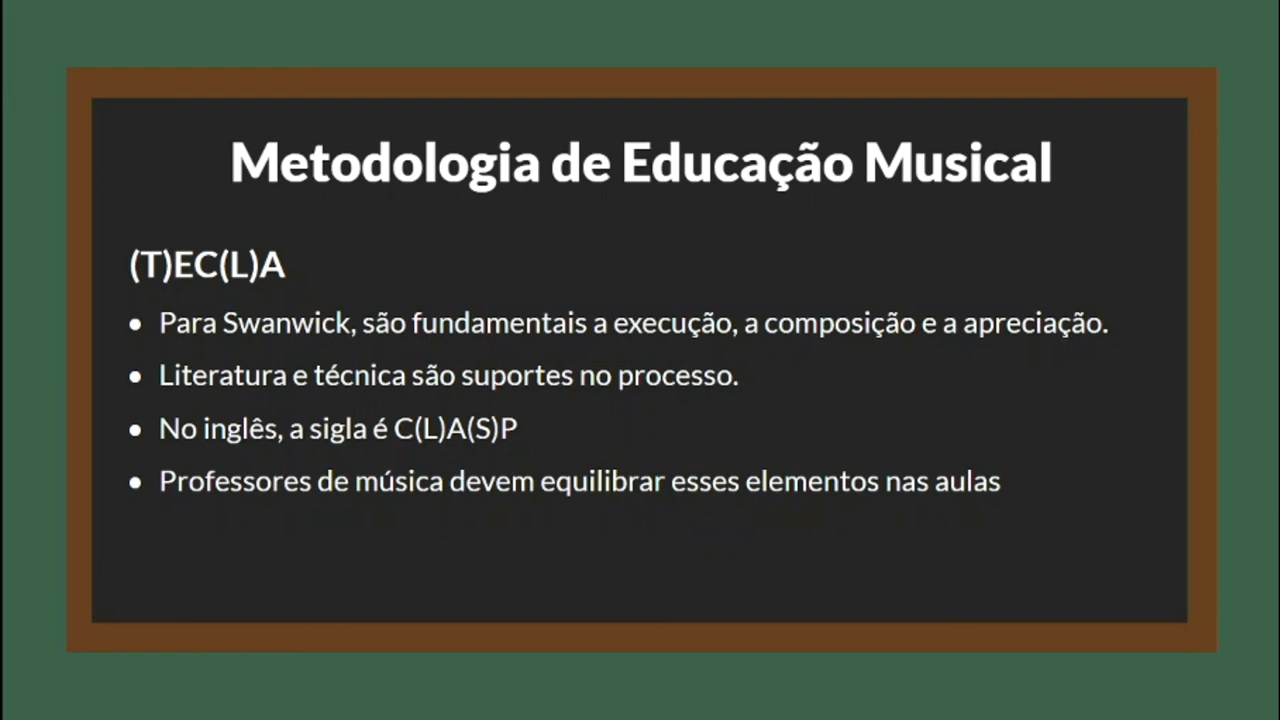 Metodologia de Educação Musical
(T)EC(L)A
• Para Swanwick, são fundamentais a execução, a composição e a apreciação.
• Literatura e técnica são suportes no processo.
• No inglês, a sigla é C(L)A(S)P
• Professores de música devem equilibrar esses elementos nas aulas